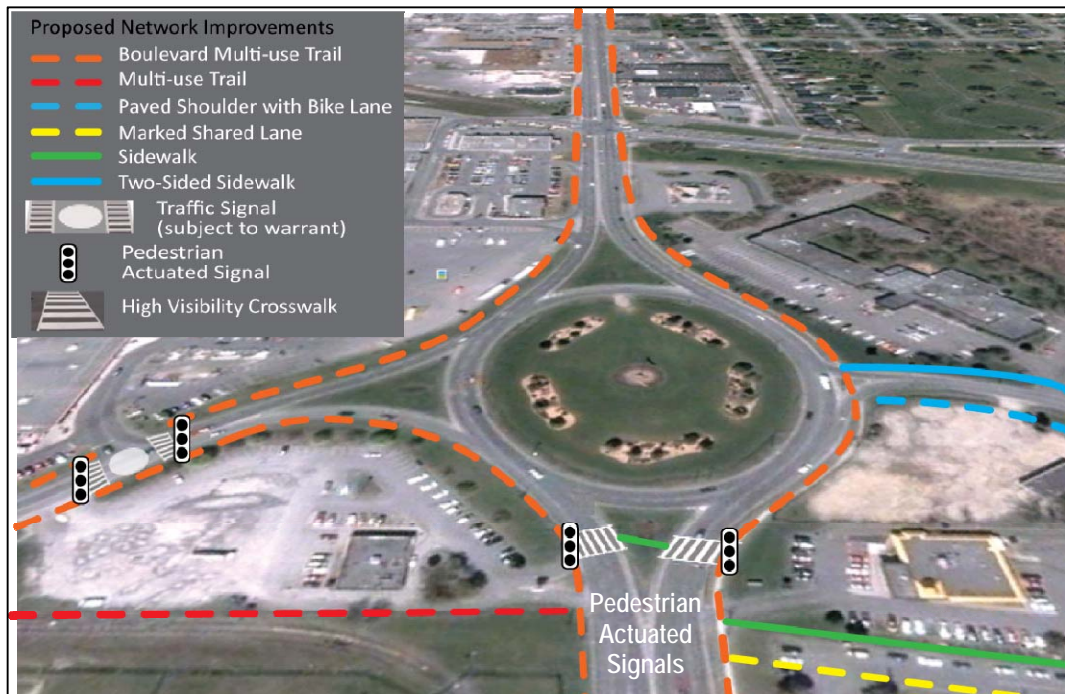 Proposed Network Improvements
Boulevard Multi-use Trail
Multi-use Trail
Paved Shoulder with Bike Lane
Marked Shared Lane
Sidewalk
Two-Sided Sidewalk
Traffic Signal
(subject to warrant)
Pedestrian
Actuated Signal
High Visibility Crosswalk
Pedestrian
Actuated
Signals